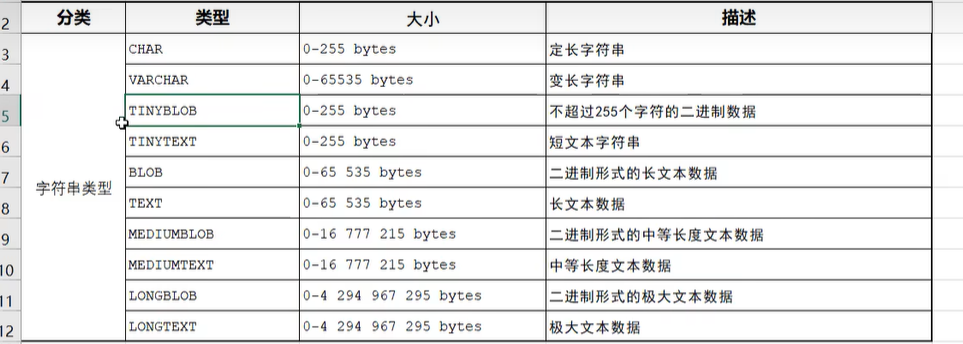 2 分类 类型 大小 描述
3 CHAR 0-255 bytes 定长字符串
4 VARCHAR 0-65535 bytes 变长字符串
5 TINYBLOB 0-255 bytes 不超过255个字符的二进制数据
6 TINYTEXT 0-255 bytes 短文本字符串
7 BLOB 0-65 535 bytes 二进制形式的长文本数据
字符串类型
8 TEXT 0-65 535 bytes 长文本数据
9 MEDIUMBLOB 0-16 777 215 bytes 二进制形式的中等长度文本数据
10 MEDIUMTEXT 0-16 777 215 bytes 中等长度文本数据
11 LONGBLOB 0-4 294 967 295 bytes 二进制形式的极大文本数据
12 LONGTEXT 0-4 294 967 295 bytes 极大文本数据